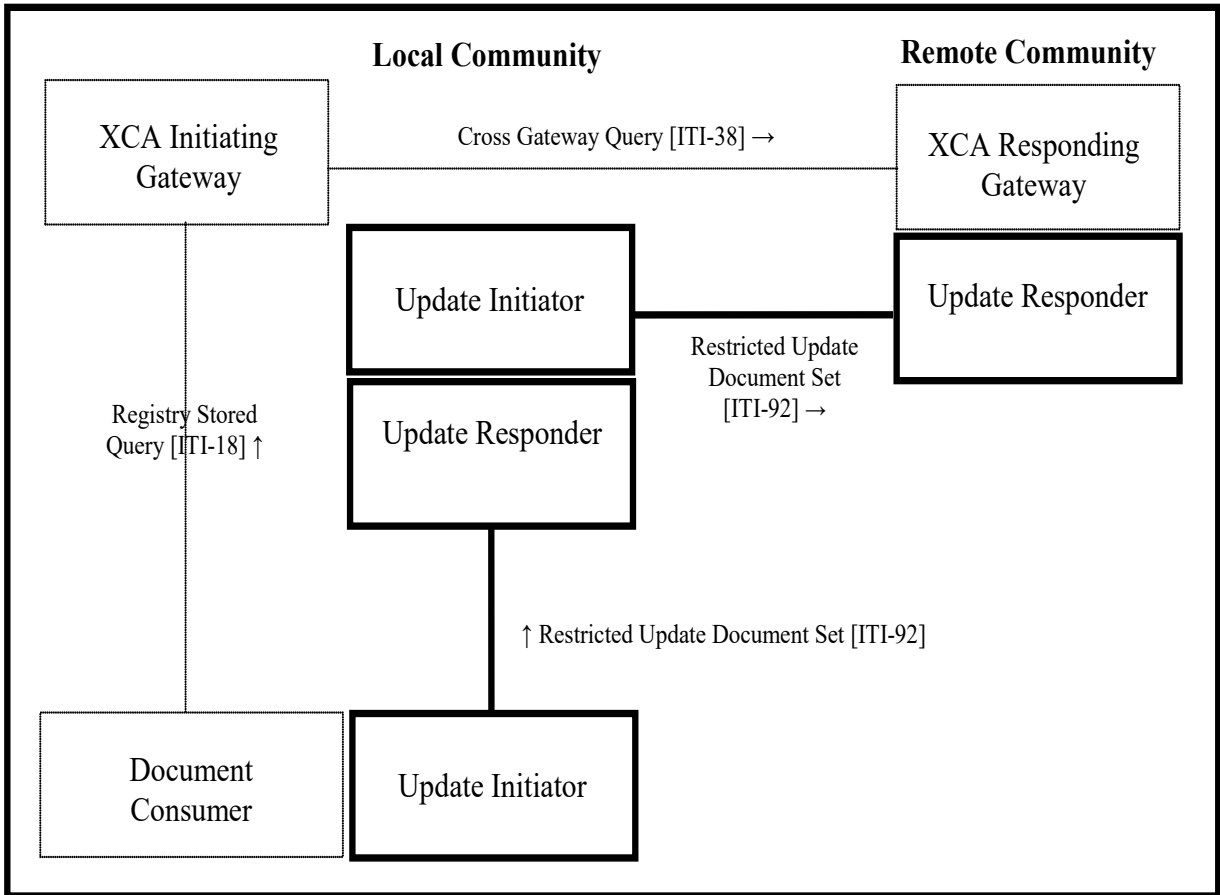 Local Community
Remote Community
XCA Initiating
Gateway
Cross Gateway Query [ITI-38] →
XCA Responding
Gateway
Update Initiator
Update Responder
Restricted Update
Document Set
[ITI-92] →
Registry Stored
Query [ITI-18] ↑
Update Responder
↑ Restricted Update Document Set [ITI-92]
Document
Consumer
Update Initiator